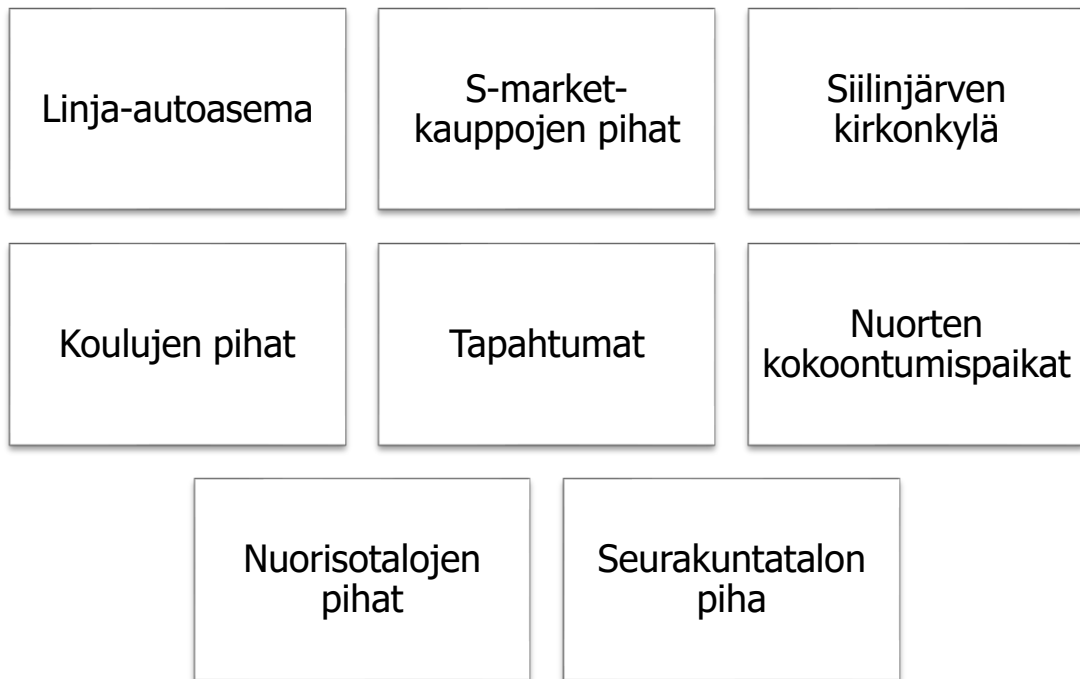 Linja-autoasema
S-market-
kauppojen pihat
Siilinjärven
kirkonkylä
Koulujen pihat
Tapahtumat
Nuorten
kokoontumispaikat
Nuorisotalojen
pihat
Seurakuntatalon
piha